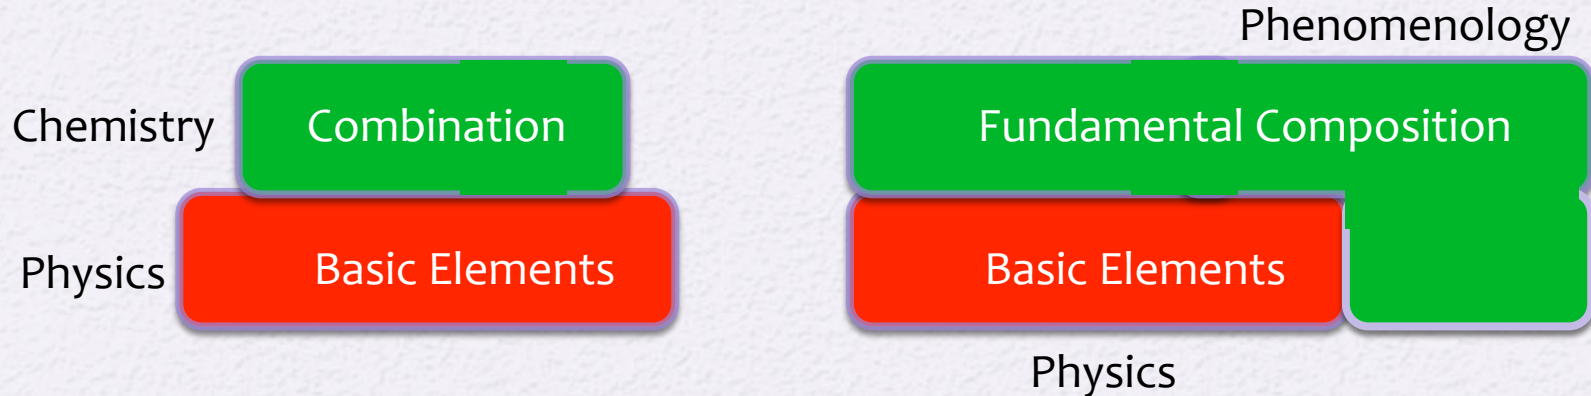 Phenomenology
Chemistry
Combination
Fundamental Composition
Physics
Basic Elements
Basic Elements
Physics